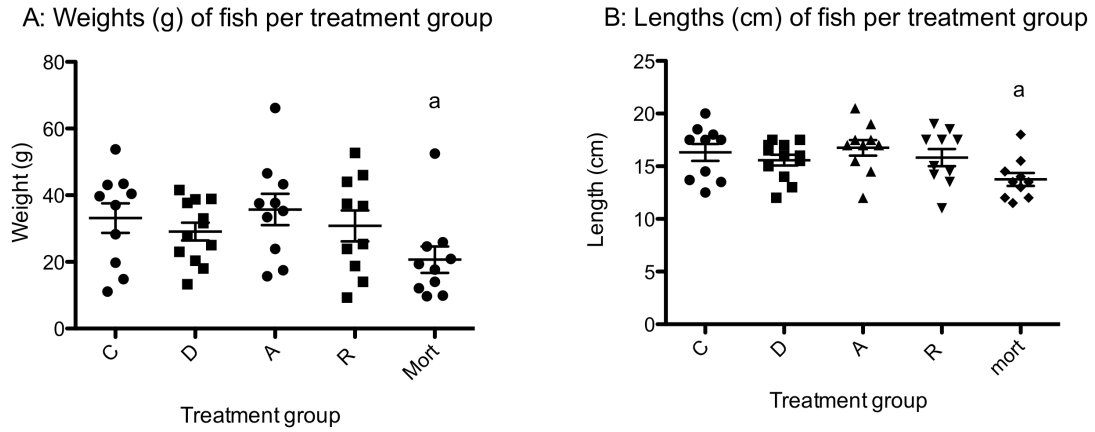 A: Weights (g) of fish per treatment group
80
60
40
20
0
Weight (g)
a
C
D
A
R
Mort
Treatment group
B: Lengths (cm) of fish per treatment group
25
20
15
10
5
0
Length (cm)
a
C
D
A
R
mort
Treatment group